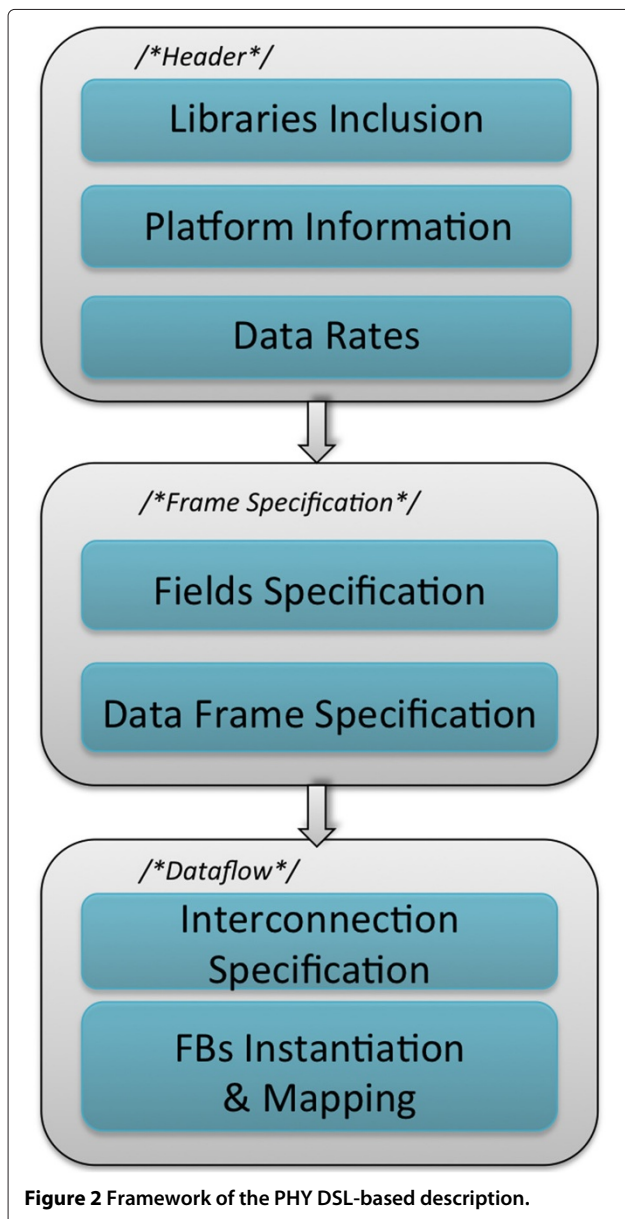 /*Header*/
Libraries Inclusion
Platform Information
Data Rates
/*Frame Specification*/
Fields Specification
Data Frame Specification
/*Dataflow*/
Interconnection
Specification
FBs Instantiation
& Mapping
Figure 2 Framework of the PHY DSL-based description.